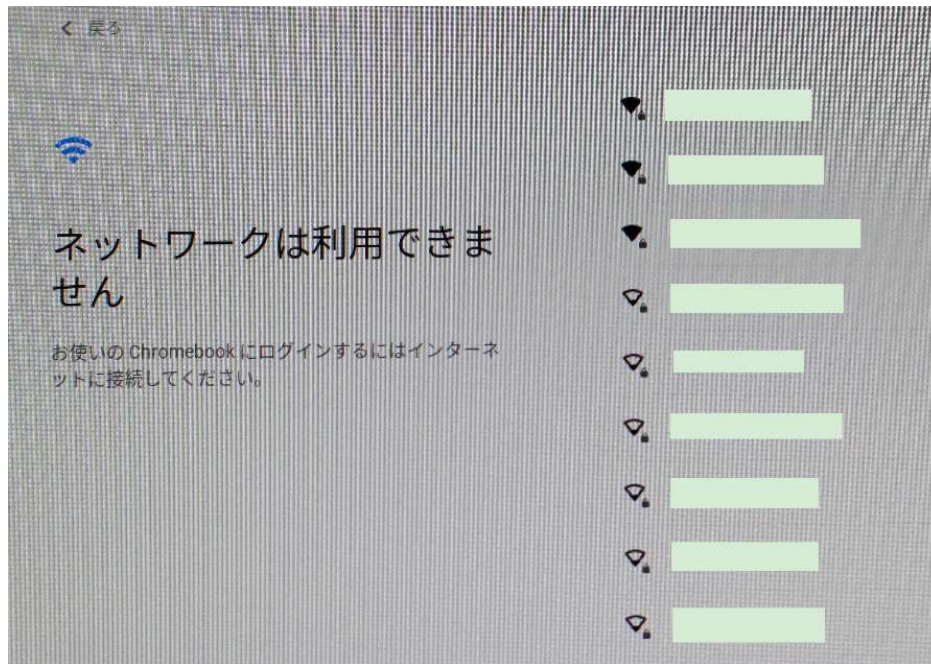 戻る
ネットワークは利用できま
せん
お使いの Chromebook にログインするにはインターネ
ットに接続してください。